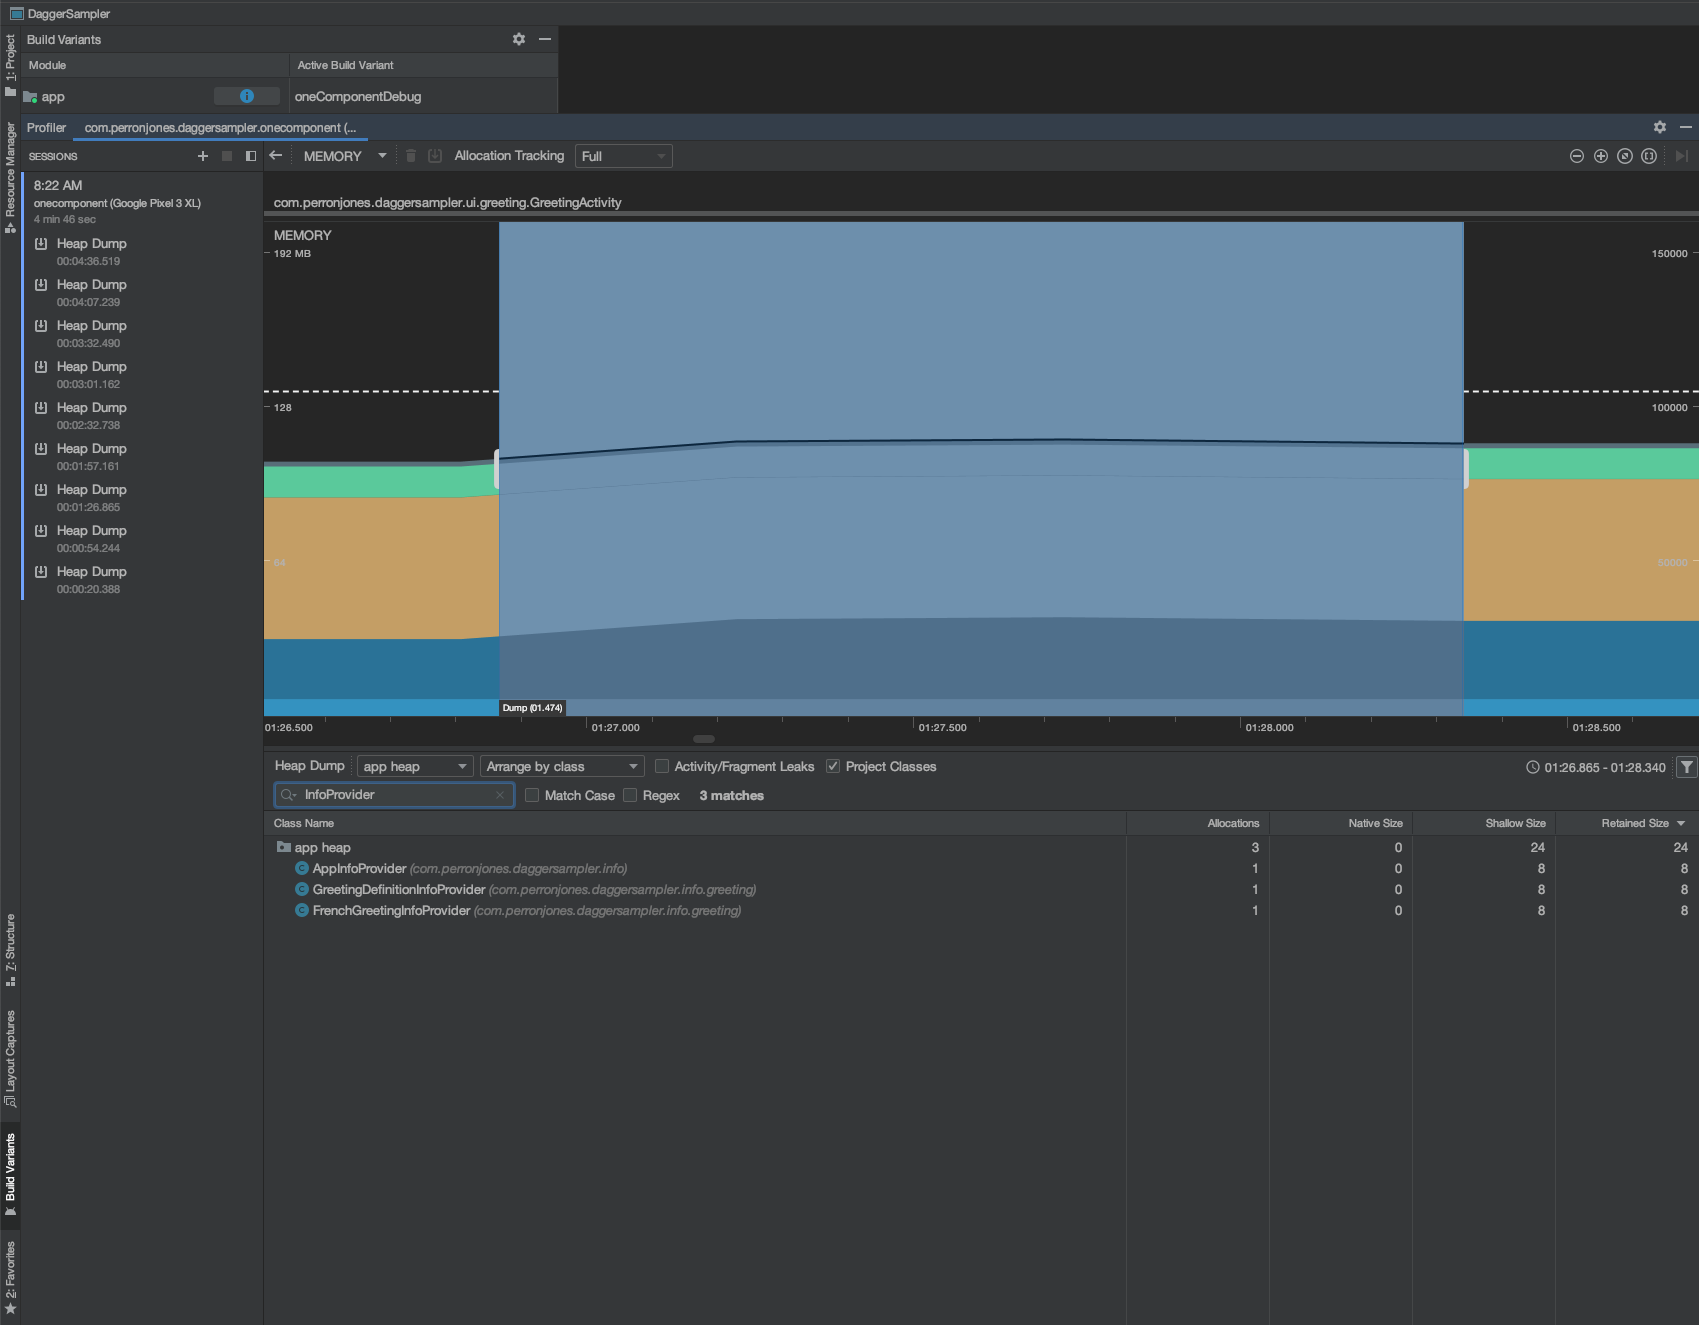 DaggerSampler
Build Variants
Module
Active Build Variant
app
oneComponentDebug
Profiler
com.perronjones.daggersampler.onecomponent (...
SESSIONS
MEMORY
Allocation Tracking
Full
8:22 AM
onecomponent (Google Pixel 3 XL)
4 min 46 sec
Heap Dump
00:04:36.519
Heap Dump
00:04:07.239
Heap Dump
00:03:32.490
Heap Dump
00:03:01.162
Heap Dump
00:02:32.738
Heap Dump
00:01:57.161
Heap Dump
00:01:26.865
Heap Dump
00:00:54.244
Heap Dump
00:00:20.388
com.perronjones.daggersampler.ui.greeting.GreetingActivity
MEMORY
192 MB
150000
128
100000
64
50000
Dump (01.474)
01:26.500
01:27.000
01:27.500
01:28.000
01:28.500
Heap Dump
app heap
Arrange by class
Activity/Fragment Leaks
Project Classes
01:26.865 - 01:28.340
InfoProvider
Match Case
Regex
3 matches
Class Name
Allocations
Native Size
Shallow Size
Retained Size
app heap
3
0
24
24
AppInfoProvider (com.perronjones.daggersampler.info)
1
0
8
8
GreetingDefinitionInfoProvider (com.perronjones.daggersampler.info.greeting)
1
0
8
8
FrenchGreetingInfoProvider (com.perronjones.daggersampler.info.greeting)
1
0
8
8
1: Project
Resource Manager
Z: Structure
Layout Captures
Build Variants
2: Favorites